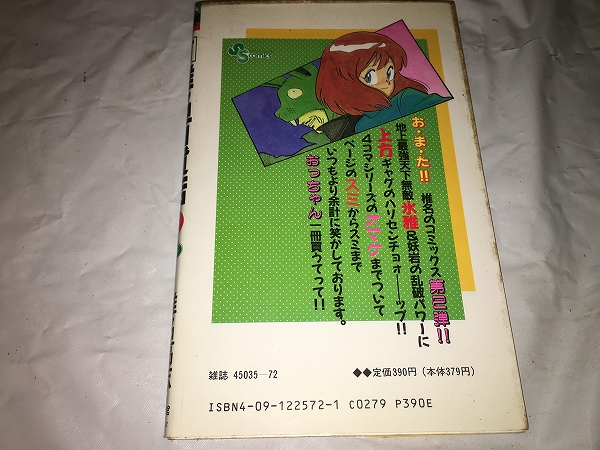 Scomics
お・ま・た!!
椎名のコミックス第2弾!!
地上最強天下無敵氷雅&妖岩の乱破パワーに
上方ギャグのハリセンチョォーーップ!!
4コマシリーズのオマケまでついて
ページのスミからスミまで
いつもより余計に笑かしております。
おっちゃん一冊買うてって!!
雑誌 45035―72
◆◆定価390円(本体379円)
ISBN4-09-122572-1 C0279 P390E